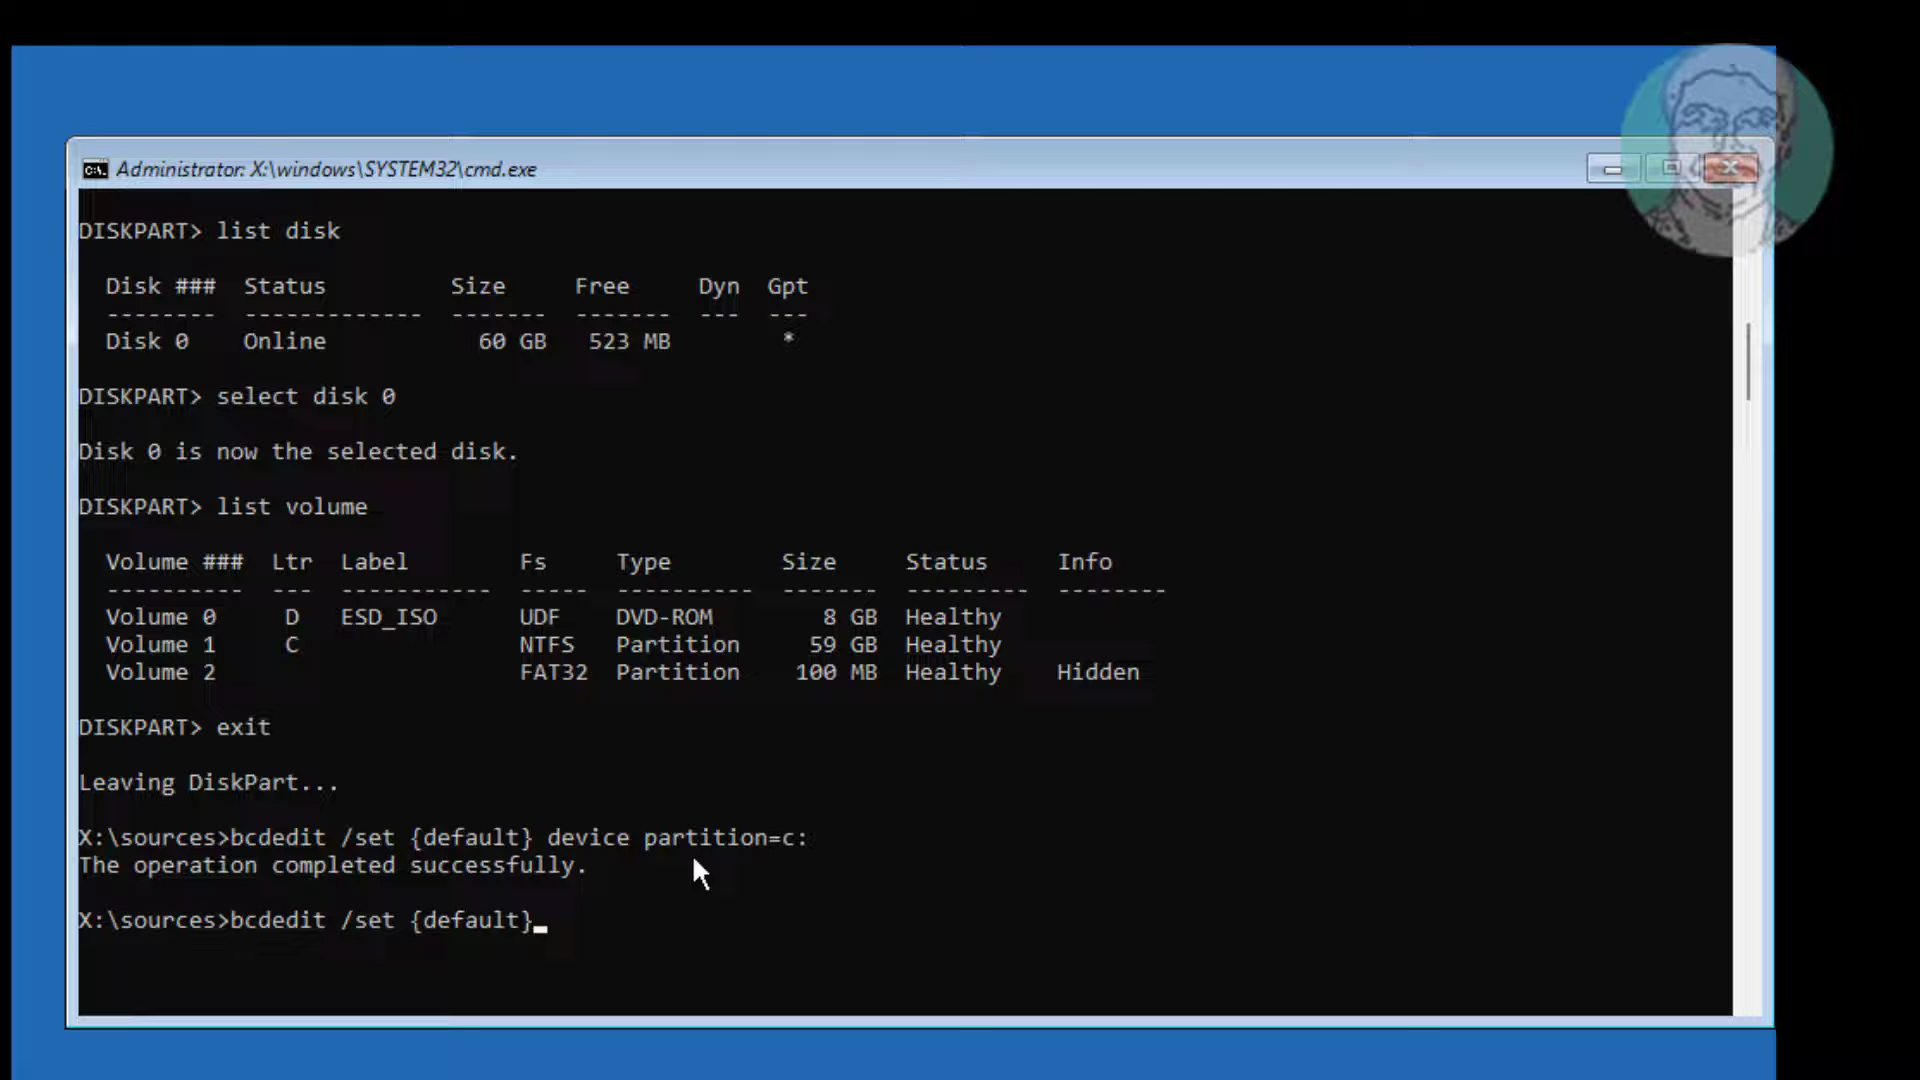 Administrator: X:\windows\SYSTEM32\cmd.exe
DISKPART> list disk
Disk ### Status Size Free Dyn Gpt
-------- ------------- ------- ------- --- ---
Disk 0 Online 60 GB 523 MB *
DISKPART> select disk 0
Disk 0 is now the selected disk.
DISKPART> list volume
Volume ### Ltr Label Fs Type Size Status Info
---------- --- ----------- ----- ---------- ------- --------- --------
Volume 0 D ESD_ISO UDF DVD-ROM 8 GB Healthy
Volume 1 C NTFS Partition 59 GB Healthy
Volume 2 FAT32 Partition 100 MB Healthy Hidden
DISKPART> exit
Leaving DiskPart...
X:\sources>bcdedit /set {default} device partition=c:
The operation completed successfully.
X:\sources>bcdedit /set {default}